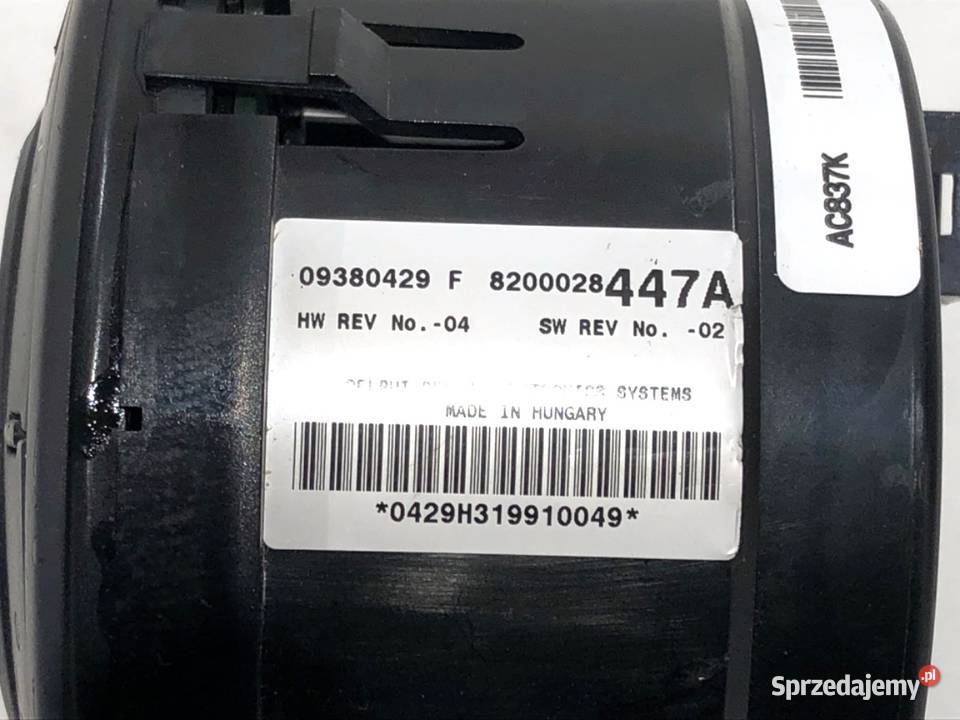 09380429 F 8200028447A
HW REV No.-04 SW REV No. -02
SYSTEMS
MADE IN HUNGARY
*0429H319910049*
AC837K
Sprzedajemy.pl